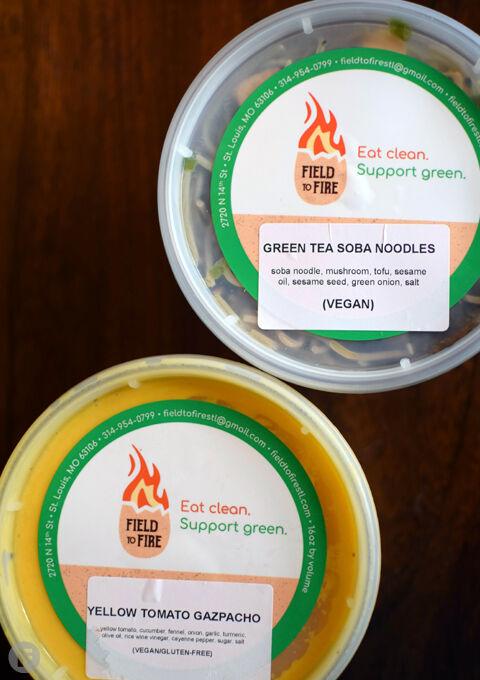 2720 N 14th St • St. Louis, MO 63106 • 314-954-0799 • fieldtofirestl@gmail.com • fieldtofirestl
FIELD
TO FIRE
Eat clean.
Support green.
GREEN TEA SOBA NOODLES
soba noodle, mushroom, tofu, sesame
oil, sesame seed, green onion, salt
(VEGAN)
2720 N 14th St • St. Louis, MO 63106 • 314-954-0799 • fieldtofirestl@gmail.com • fieldtofirestl.com • 16oz by volume
FIELD
TO FIRE
Eat clean.
Support green.
YELLOW TOMATO GAZPACHO
yellow tomato, cucumber, fennel, onion, garlic, turmeric,
olive oil, rice wine vinegar, cayenne pepper, sugar, salt
(VEGAN/GLUTEN-FREE)